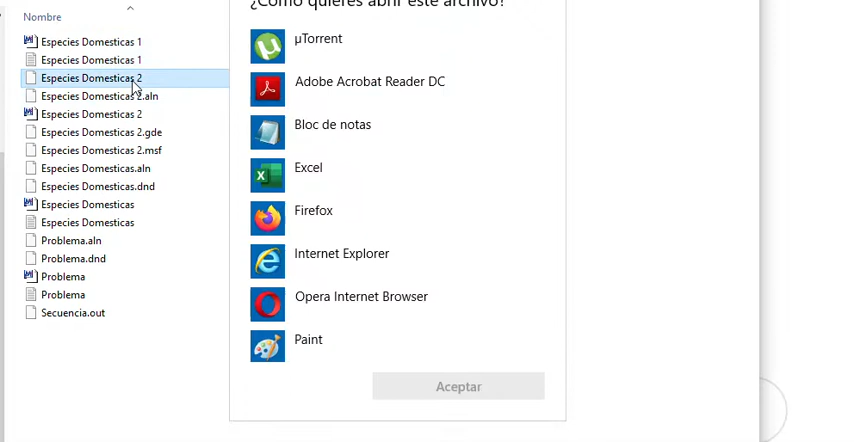 Nombre
Especies Domesticas 1
Especies Domesticas 1
Especies Domesticas 2
Especies Domesticas 2.aln
Especies Domesticas 2
Especies Domesticas 2.gde
Especies Domesticas 2.msf
Especies Domesticas.aln
Especies Domesticas.dnd
Especies Domesticas
Especies Domesticas
Problema.aln
Problema.dnd
Problema
Problema
Secuencia.out
¿Cómo quieres abrir este archivo?
µTorrent
Adobe Acrobat Reader DC
Bloc de notas
Excel
Firefox
Internet Explorer
Opera Internet Browser
Paint
Aceptar